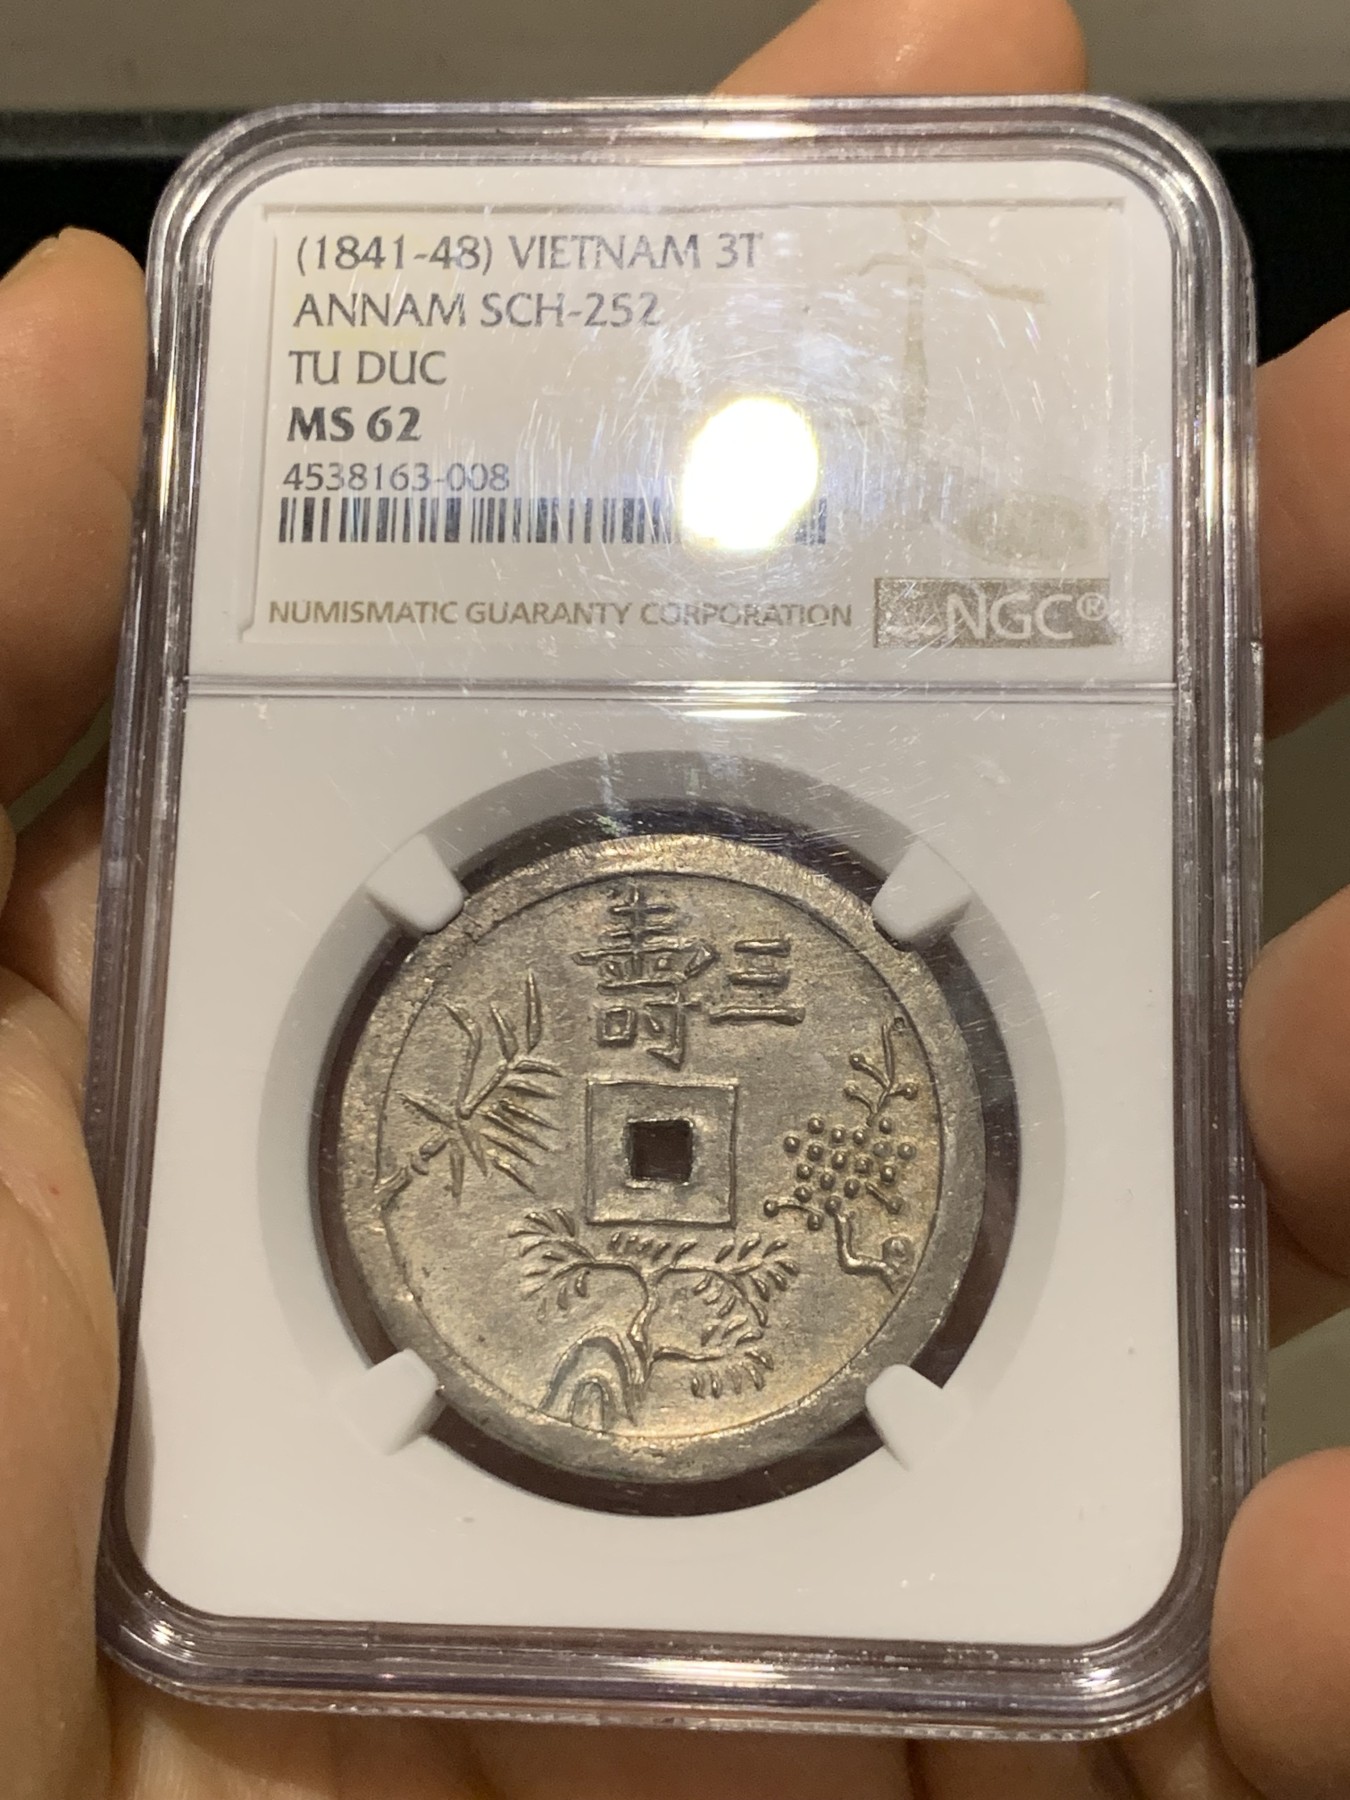 (1841-48) VIETNAM 3T
ANNAM SCH-252
TU DUC
MS 62
4538163-008
NUMISMATIC GUARANTY CORPORATION
NGC®
三壽